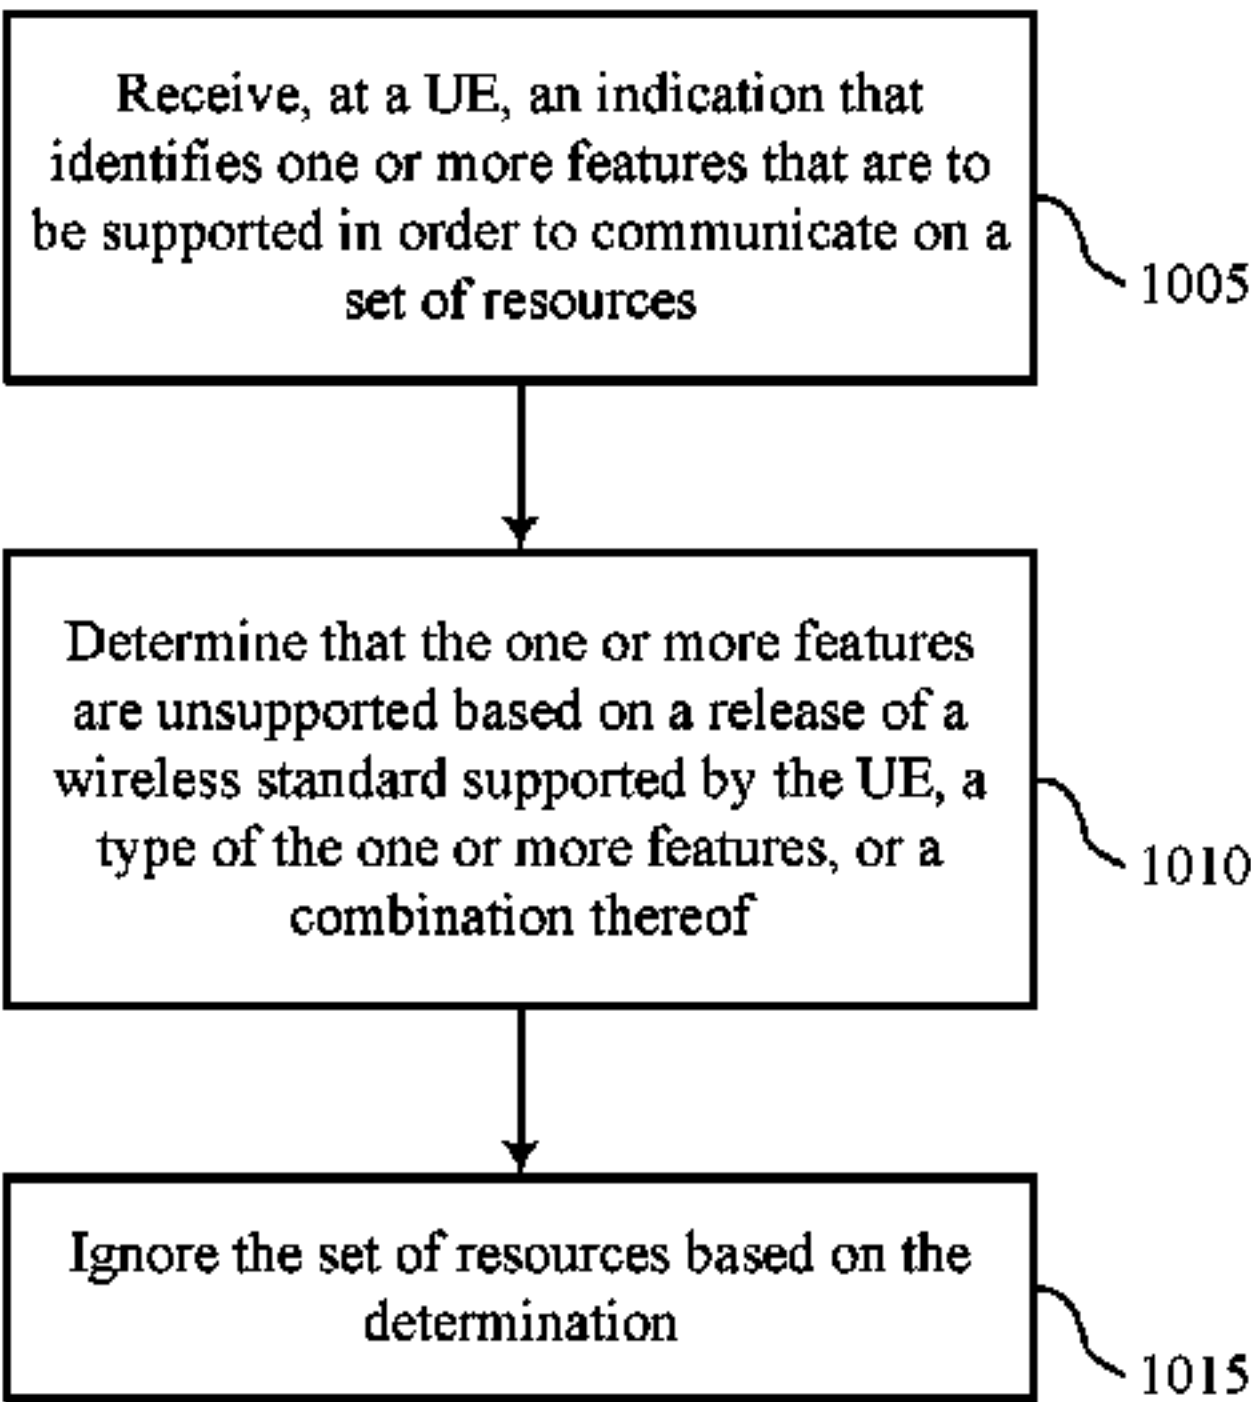 Receive, at a UE, an indication that
identifies one or more features that are to
be supported in order to communicate on a
set of resources
1005
Determine that the one or more features
are unsupported based on a release of a
wireless standard supported by the UE, a
type of the one or more features, or a
combination thereof
1010
Ignore the set of resources based on the
determination
1015